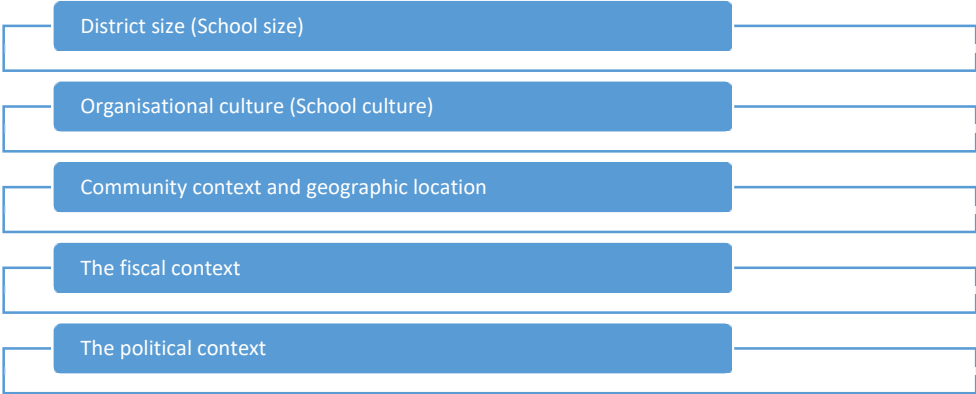 District size (School size)
Organisational culture (School culture)
Community context and geographic location
The fiscal context
The political context